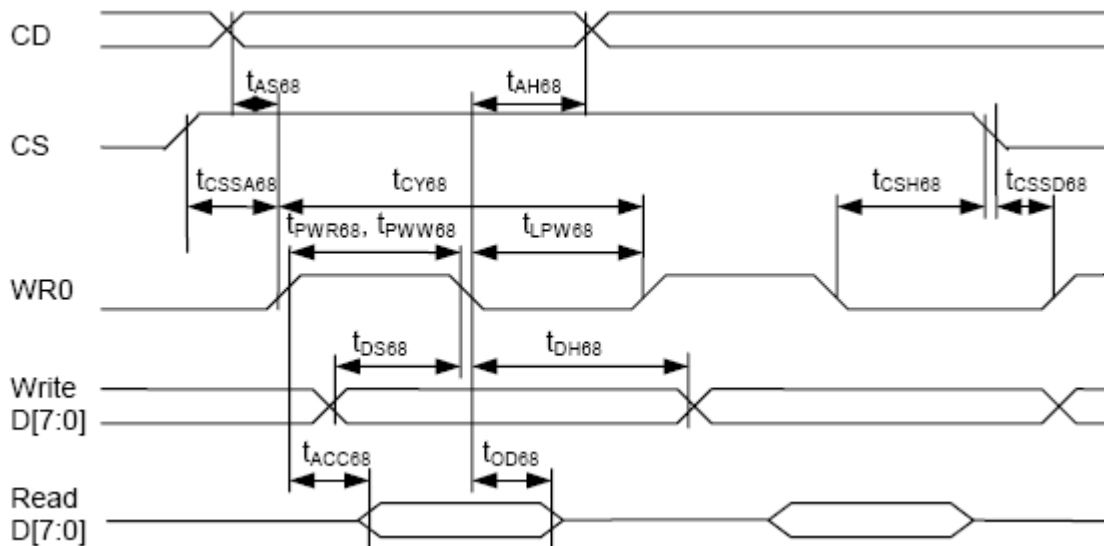 CD
tAS68 tAH68
CS
tCSSA68 tCY68 tCSH68 tCSSD68
tPWR68, tPWW68 tLPW68
WR0
tDS68 tDH68
Write
D[7:0]
tACC68 tOD68
Read
D[7:0]